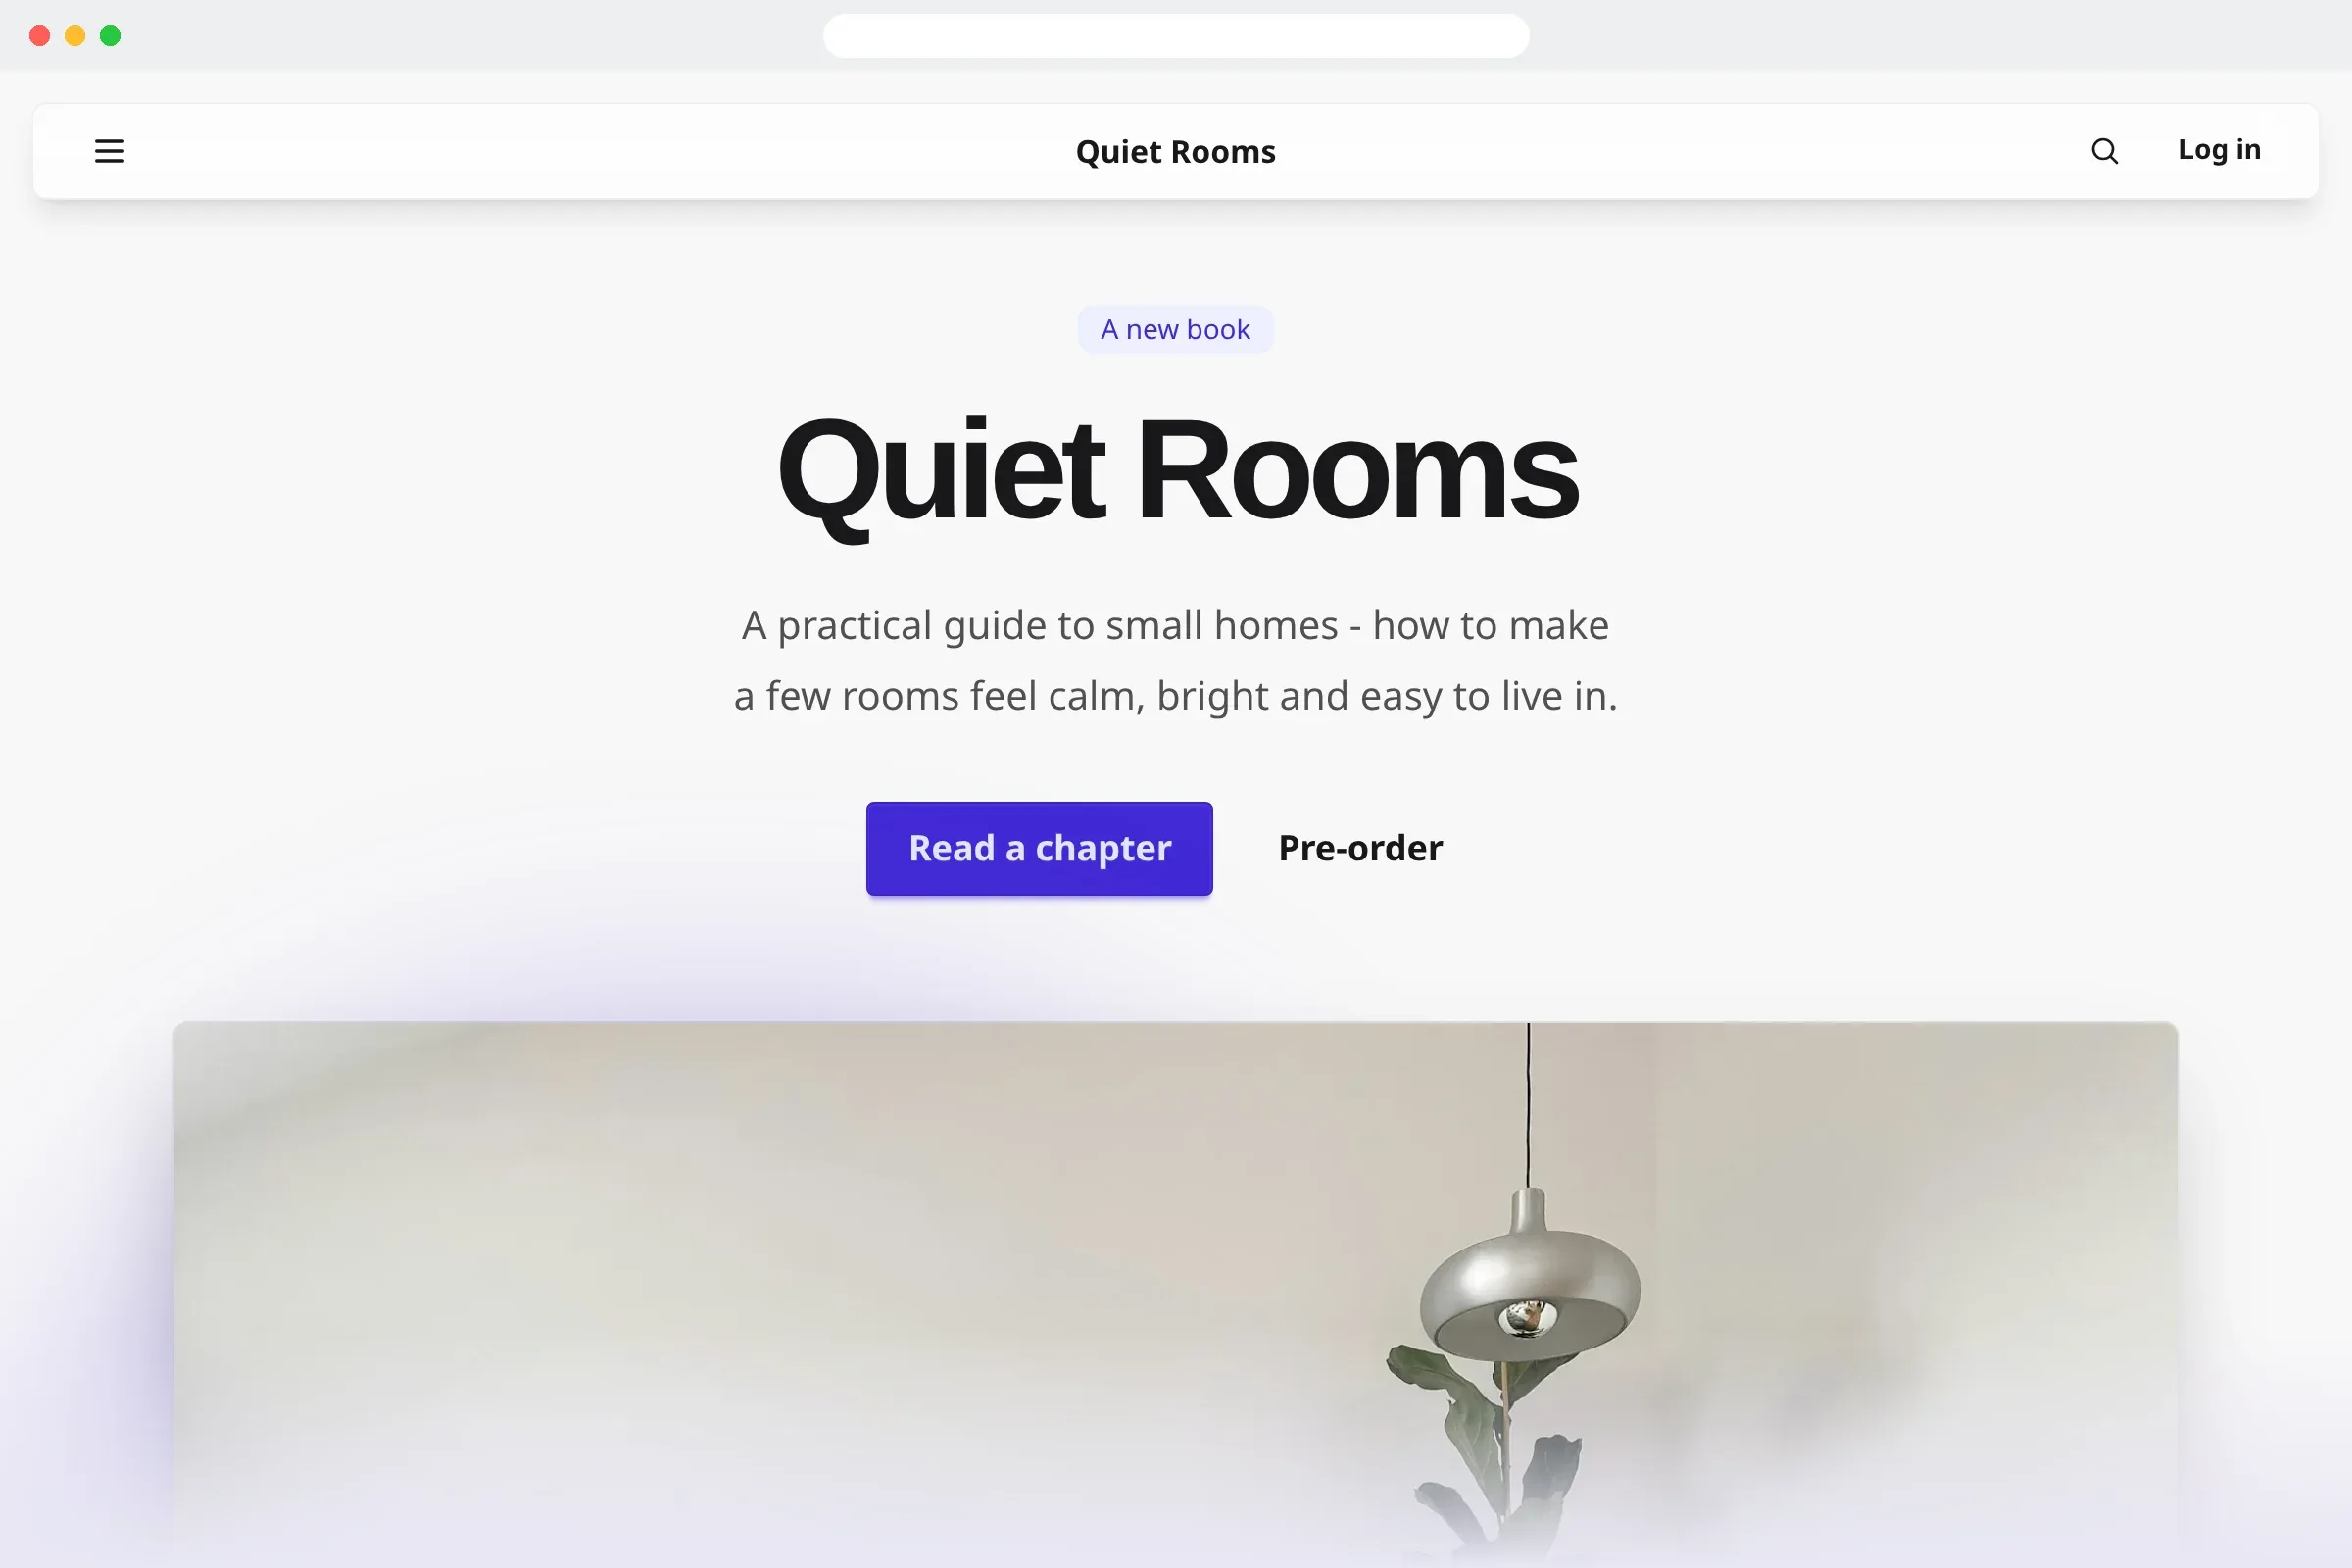 Quiet Rooms
Log in
A new book
Quiet Rooms
A practical guide to small homes - how to make
a few rooms feel calm, bright and easy to live in.
Read a chapter
Pre-order